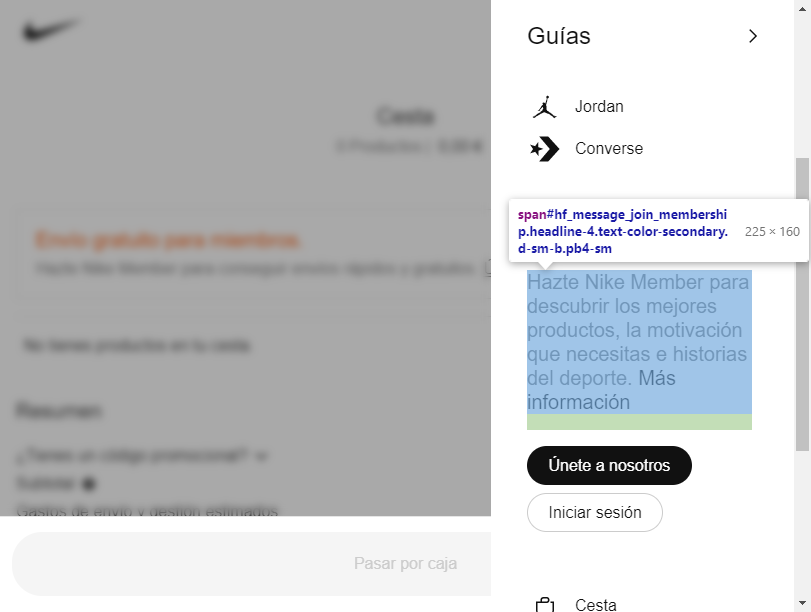 Guías
Jordan
Converse
Cesta
0 Productos | 0,00 €
span#hf_message_join_membershi
p.headline-4.text-color-secondary.
d-sm-b.pb4-sm
225 × 160
Envío gratuito para miembros.
Hazte Nike Member para conseguir envíos rápidos y gratuitos.
Hazte Nike Member para
descubrir los mejores
productos, la motivación
que necesitas e historias
del deporte. Más
información
No tienes productos en tu cesta.
Resumen
¿Tienes un código promocional?
Subtotal
Gastos de envío y gestión estimados
Únete a nosotros
Iniciar sesión
Pasar por caja
Cesta